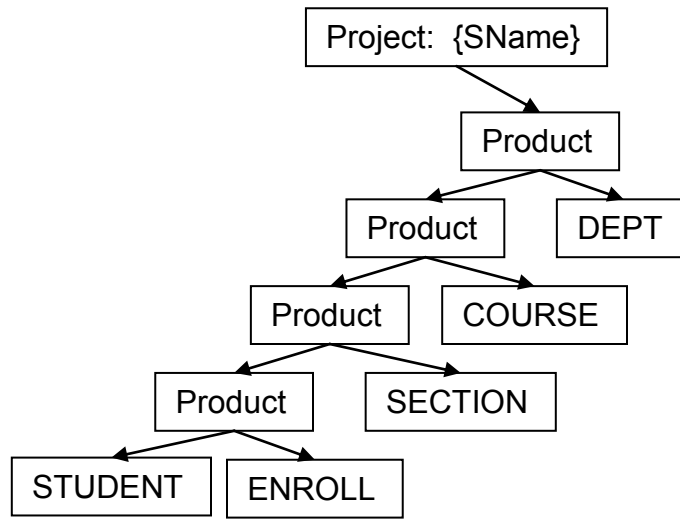 Project: {SName}
Product
Product
DEPT
Product
COURSE
Product
SECTION
STUDENT
ENROLL